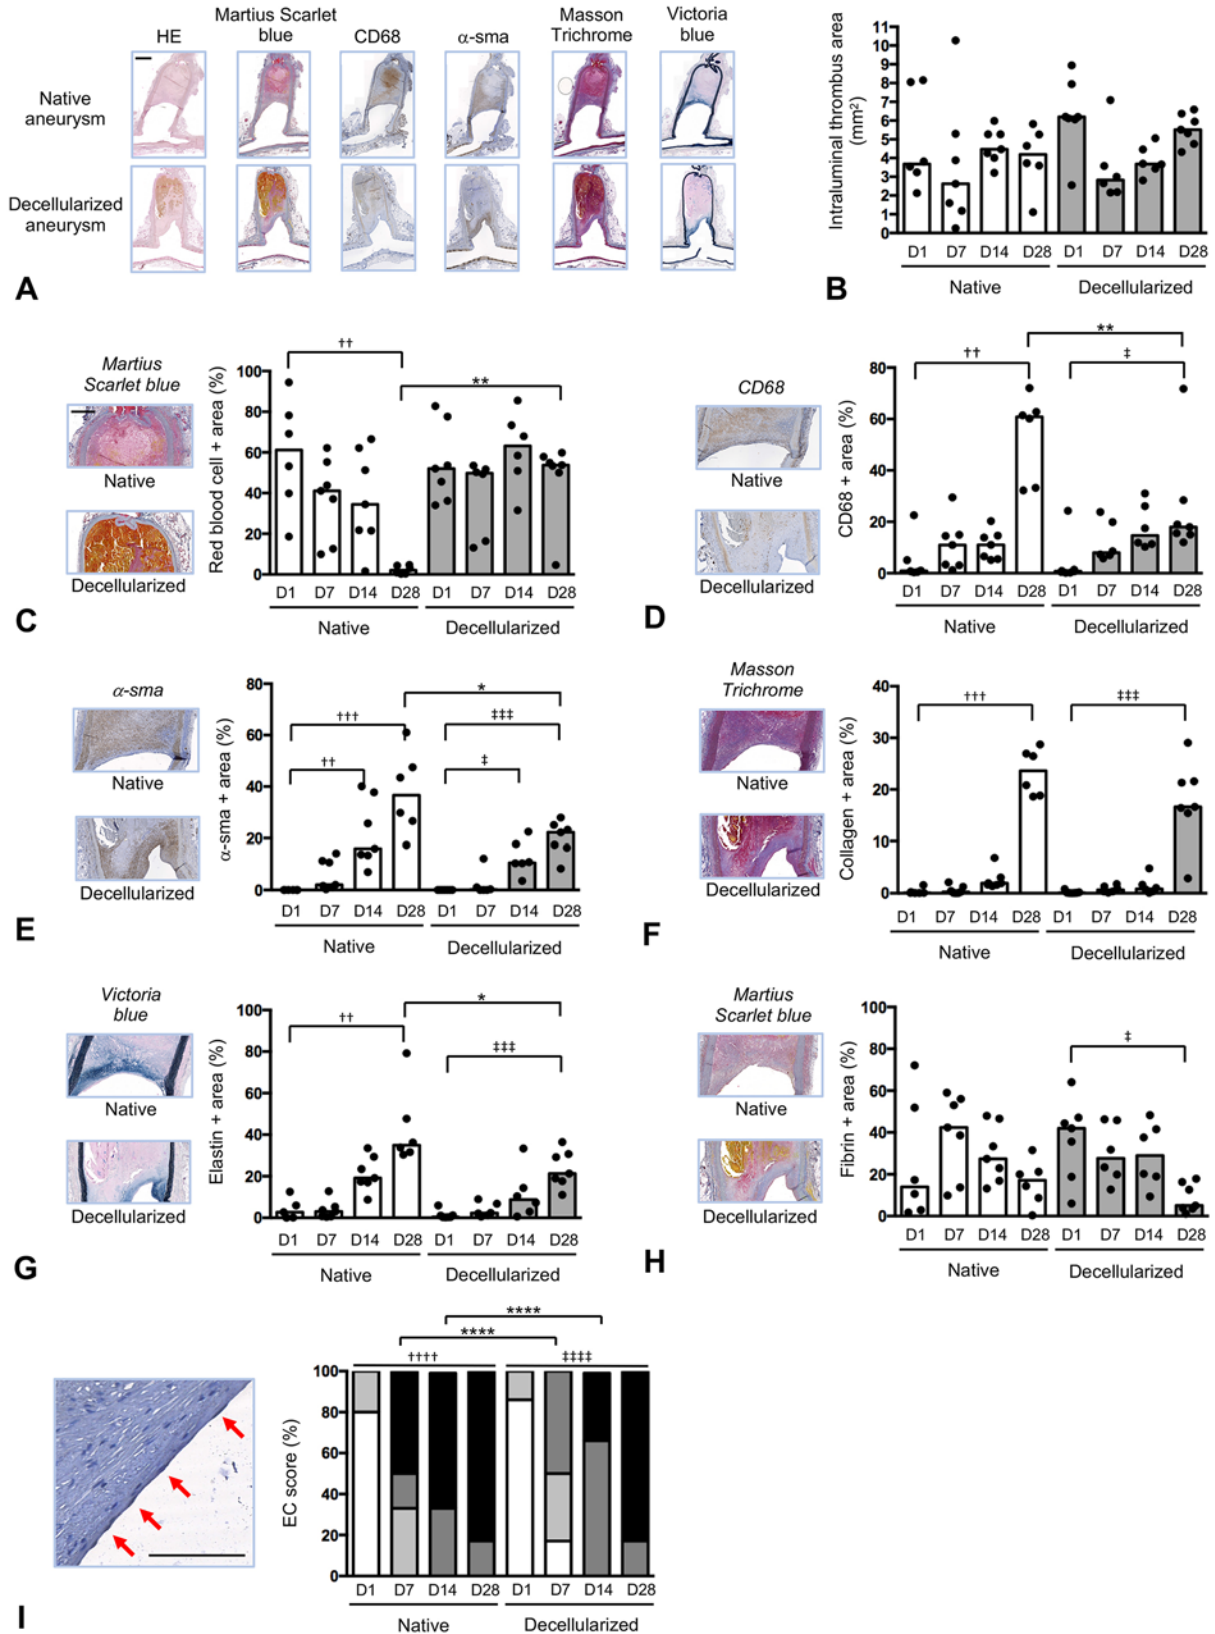 HE
Martius Scarlet
blue
CD68
α-sma
Masson
Trichrome
Victoria
blue
Native
aneurysm
Decellularized
aneurysm
A
Intraluminal thrombus area
(mm²)
11
10
9
8
7
6
5
4
3
2
1
0
D1 D7 D14 D28 D1 D7 D14 D28
Native Decellularized
B
Martius
Scarlet blue
Native
Decellularized
Red blood cell + area (%)
100
80
60
40
20
0
††
**
D1 D7 D14 D28 D1 D7 D14 D28
Native Decellularized
C
CD68
Native
Decellularized
CD68 + area (%)
80
60
40
20
0
**
††
‡
D1 D7 D14 D28 D1 D7 D14 D28
Native Decellularized
D
α-sma
Native
Decellularized
α-sma + area (%)
80
60
40
20
0
*
†††
‡‡‡
††
‡
D1 D7 D14 D28 D1 D7 D14 D28
Native Decellularized
E
Masson
Trichrome
Native
Decellularized
Collagen + area (%)
40
30
20
10
0
†††
‡‡‡
D1 D7 D14 D28 D1 D7 D14 D28
Native Decellularized
F
Victoria
blue
Native
Decellularized
Elastin + area (%)
100
80
60
40
20
0
*
††
‡‡‡
D1 D7 D14 D28 D1 D7 D14 D28
Native Decellularized
G
Martius
Scarlet blue
Native
Decellularized
Fibrin + area (%)
100
80
60
40
20
0
‡
D1 D7 D14 D28 D1 D7 D14 D28
Native Decellularized
H
EC score (%)
100
80
60
40
20
0
****
****
††††
‡‡‡‡
D1 D7 D14 D28 D1 D7 D14 D28
Native Decellularized
I